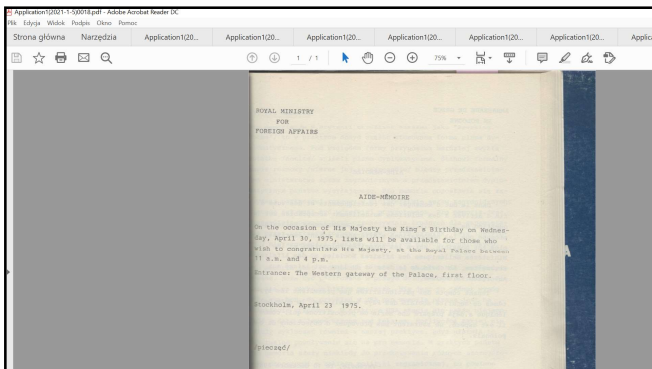 Application1(2021-1-5)0018.pdf - Adobe Acrobat Reader DC
Plik Edycja Widok Podpis Okno Pomoc
Strona główna Narzędzia Application1(20... Application1(20... Application1(20... Application1(20... Application1(20... Application1(20... Applic
1 / 1 75%
ROYAL MINISTRY
FOR
FOREIGN AFFAIRS
AIDE-MÉMOIRE
On the occasion of His Majesty the King's Birthday on Wednes-
day, April 30, 1975, lists will be available for those who
wish to congratulate His Majesty, at the Royal Palace between
11 a.m. and 4 p.m.
Entrance: The Western gateway of the Palace, first floor.
Stockholm, April 23 1975.
/pieczęć/
A